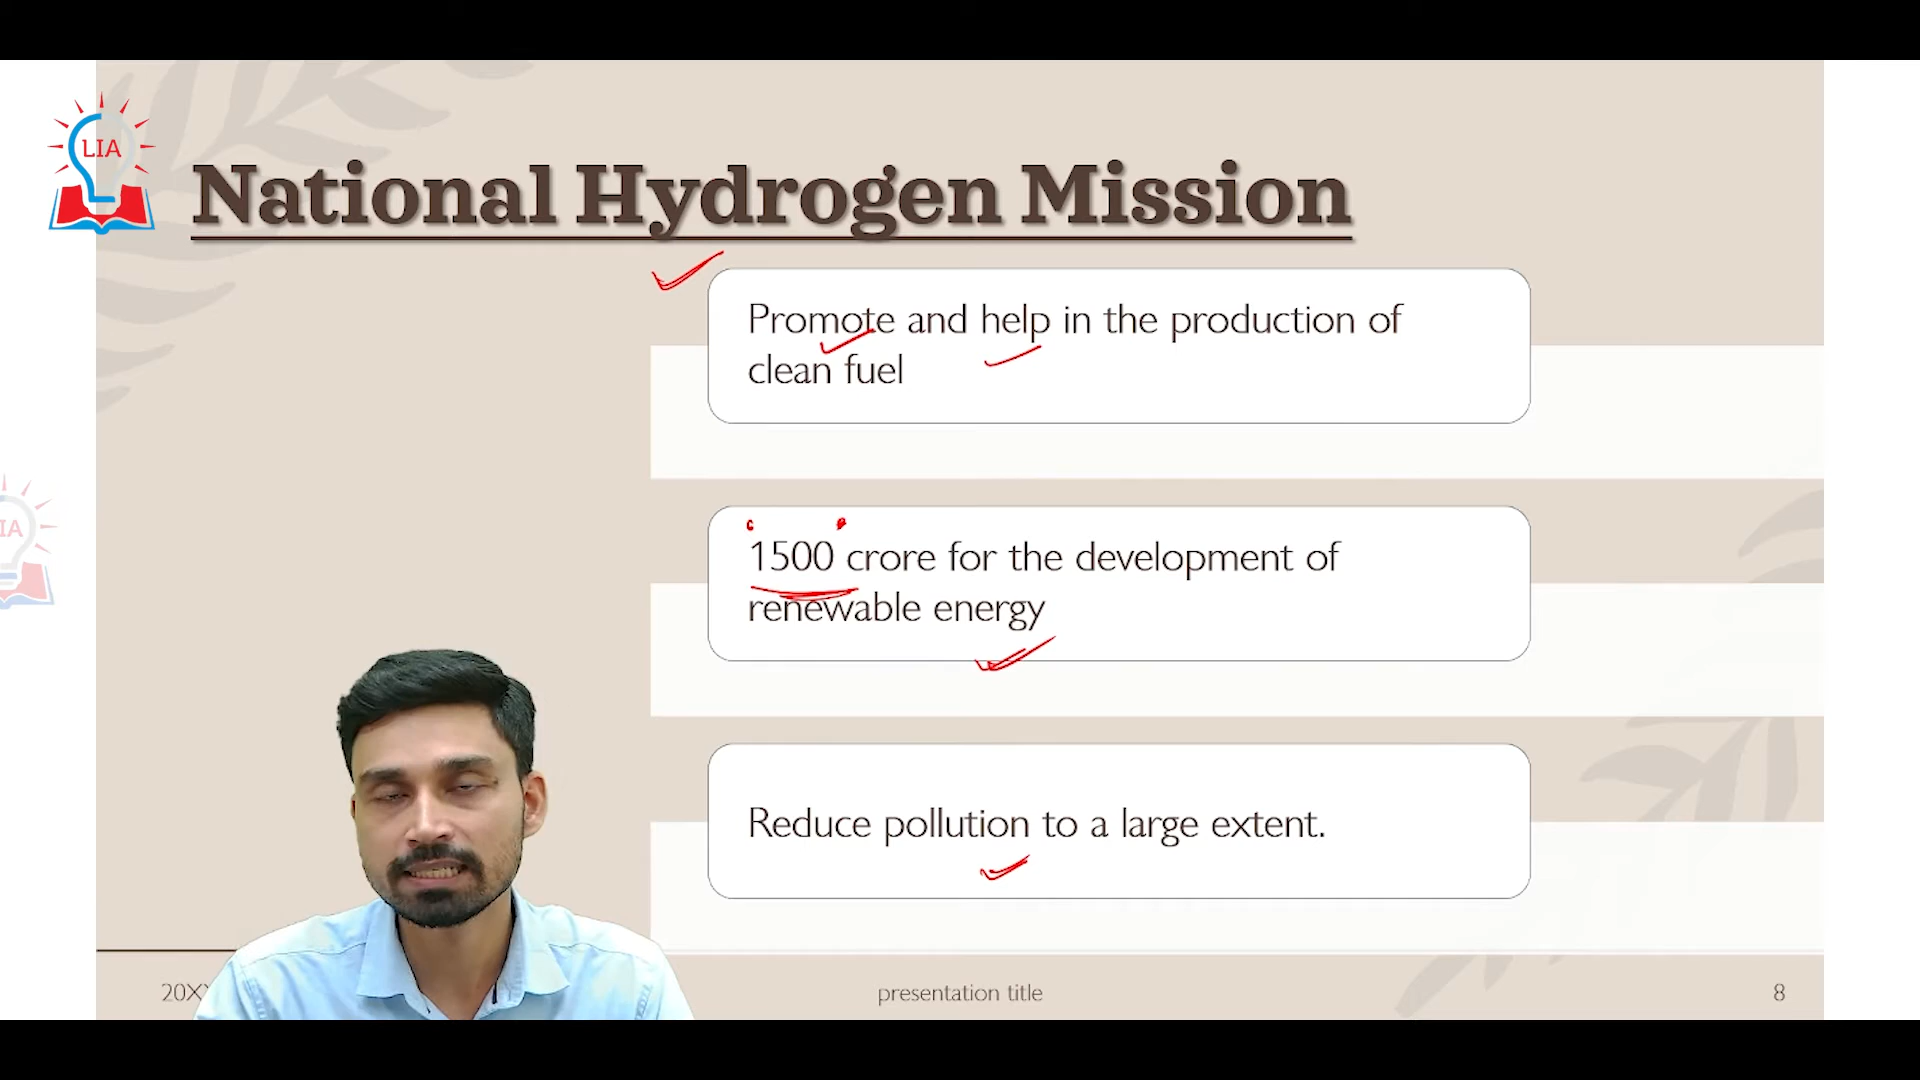 LIA
National Hydrogen Mission
Promote and help in the production of
clean fuel
1500 crore for the development of
renewable energy
IA
Reduce pollution to a large extent.
20XX
presentation title
8